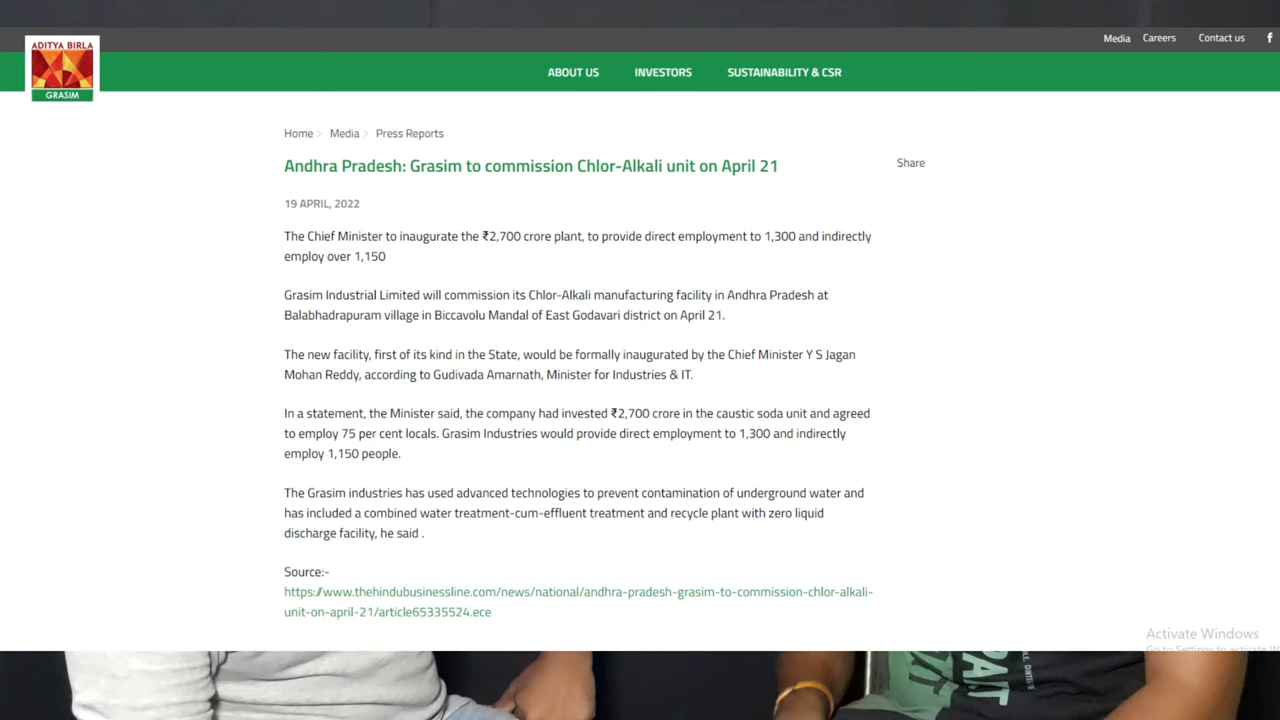 Media Careers Contact us f
ADITYA BIRLA
GRASIM
ABOUT US INVESTORS SUSTAINABILITY & CSR
Home > Media > Press Reports
Andhra Pradesh: Grasim to commission Chlor-Alkali unit on April 21
Share
19 APRIL, 2022
The Chief Minister to inaugurate the ₹2,700 crore plant, to provide direct employment to 1,300 and indirectly
employ over 1,150
Grasim Industrial Limited will commission its Chlor-Alkali manufacturing facility in Andhra Pradesh at
Balabhadrapuram village in Biccavolu Mandal of East Godavari district on April 21.
The new facility, first of its kind in the State, would be formally inaugurated by the Chief Minister Y S Jagan
Mohan Reddy, according to Gudivada Amarnath, Minister for Industries & IT.
In a statement, the Minister said, the company had invested ₹2,700 crore in the caustic soda unit and agreed
to employ 75 per cent locals. Grasim Industries would provide direct employment to 1,300 and indirectly
employ 1,150 people.
The Grasim industries has used advanced technologies to prevent contamination of underground water and
has included a combined water treatment-cum-effluent treatment and recycle plant with zero liquid
discharge facility, he said .
Source:-
https://www.thehindubusinessline.com/news/national/andhra-pradesh-grasim-to-commission-chlor-alkali-
unit-on-april-21/article65335524.ece
Activate Windows
Go to Settings to activate W